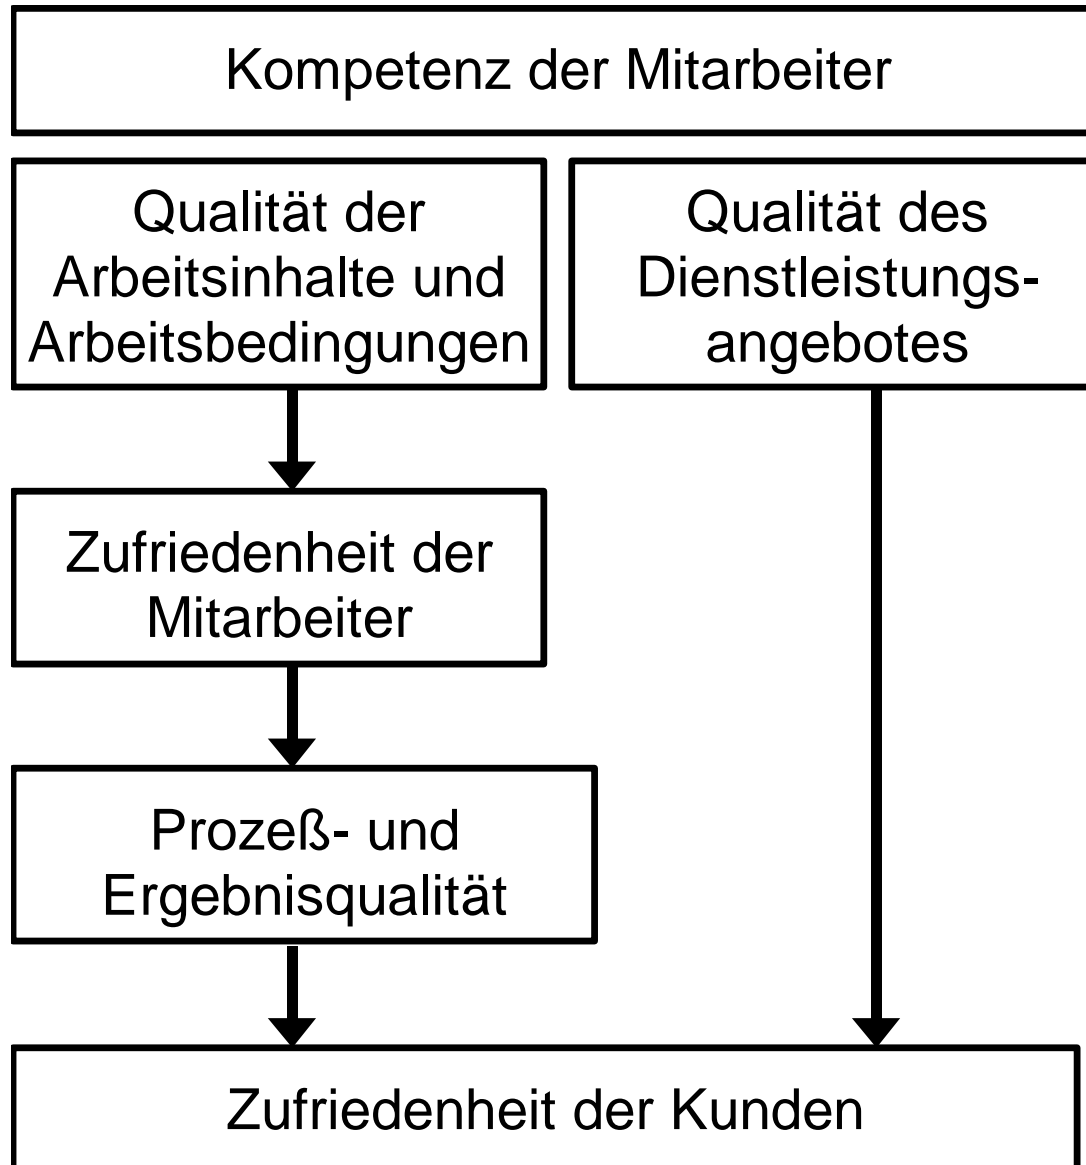 Kompetenz der Mitarbeiter
Qualität der
Arbeitsinhalte und
Arbeitsbedingungen
Qualität des
Dienstleistungs-
angebotes
Zufriedenheit der
Mitarbeiter
Prozeß- und
Ergebnisqualität
Zufriedenheit der Kunden